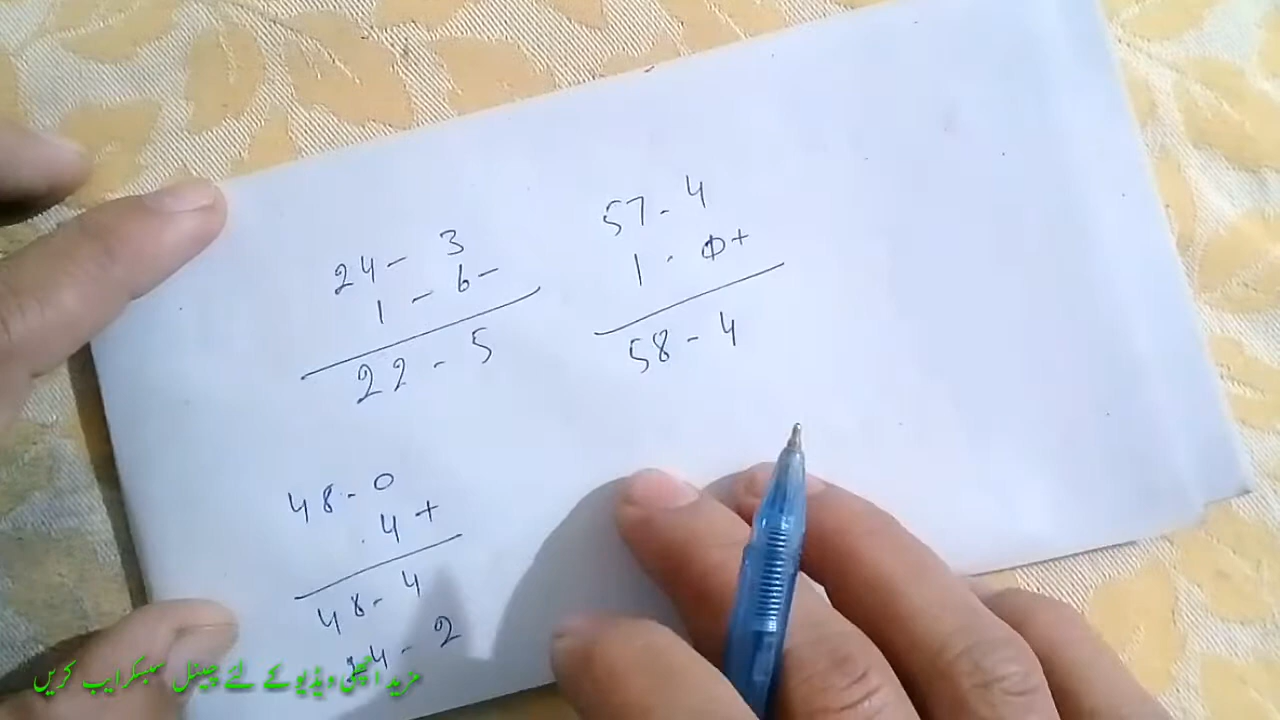 24 - 3
1 - 6 -
22 - 5
57 - 4
1 - 0 +
58 - 4
48 - 0
. 4 +
48 - 4
24 - 2
مزید اچھی ویڈیو کے لئے چینل سبسکرایب کریں